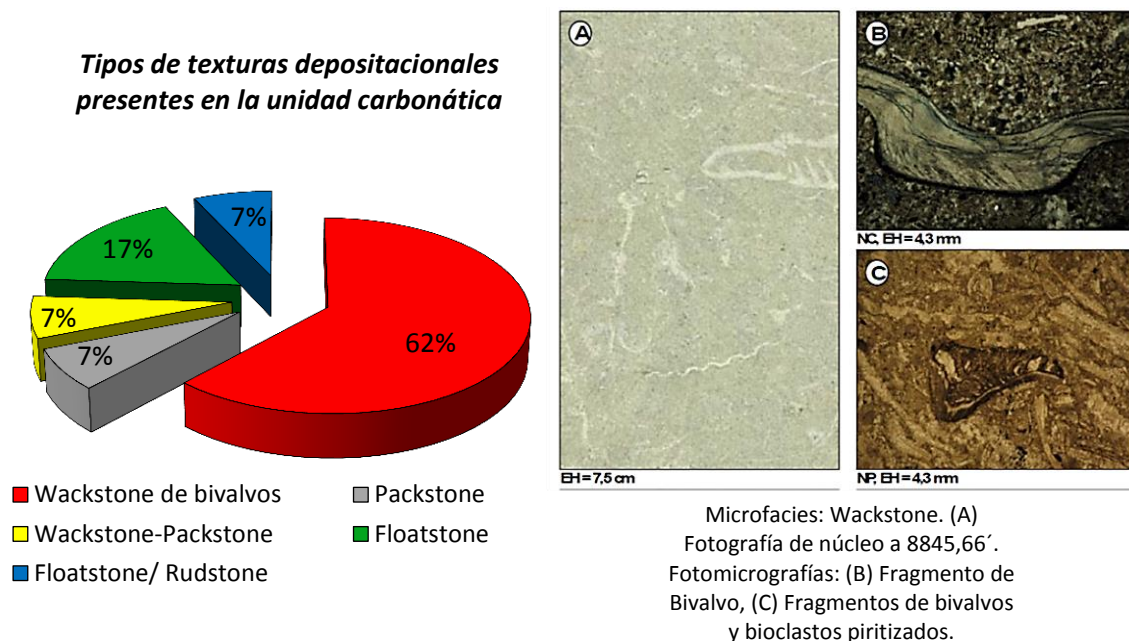 Tipos de texturas depositacionales
presentes en la unidad carbonática
7%
17%
7%
7%
62%
Wackstone de bivalvos
Packstone
Wackstone-Packstone
Floatstone
Floatstone/ Rudstone
A
EH = 7,5 cm
B
NC, EH = 4,3 mm
C
NP, EH = 4,3 mm
Microfacies: Wackstone. (A)
Fotografía de núcleo a 8845,66´.
Fotomicrografías: (B) Fragmento de
Bivalvo, (C) Fragmentos de bivalvos
y bioclastos piritizados.